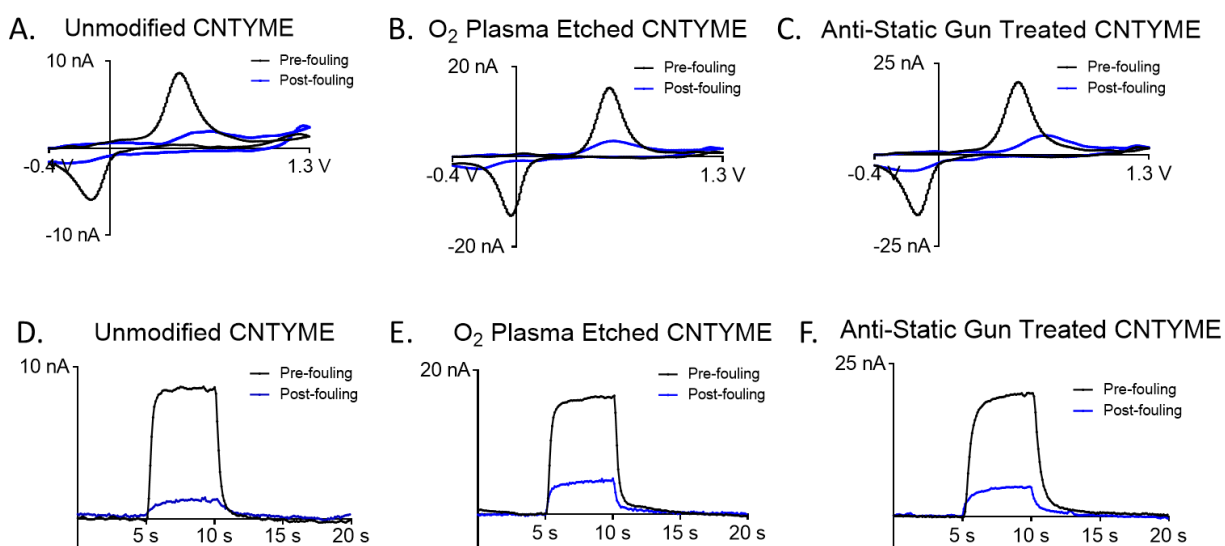 A. Unmodified CNTYME
10 nA
Pre-fouling
Post-fouling
-0.4 V
1.3 V
-10 nA
B. O₂ Plasma Etched CNTYME
20 nA
Pre-fouling
Post-fouling
-0.4 V
1.3 V
-20 nA
C. Anti-Static Gun Treated CNTYME
25 nA
Pre-fouling
Post-fouling
-0.4 V
1.3 V
-25 nA
D. Unmodified CNTYME
10 nA
Pre-fouling
Post-fouling
5 s 10 s 15 s 20 s
E. O₂ Plasma Etched CNTYME
20 nA
Pre-fouling
Post-fouling
5 s 10 s 15 s 20 s
F. Anti-Static Gun Treated CNTYME
25 nA
Pre-fouling
Post-fouling
5 s 10 s 15 s 20 s